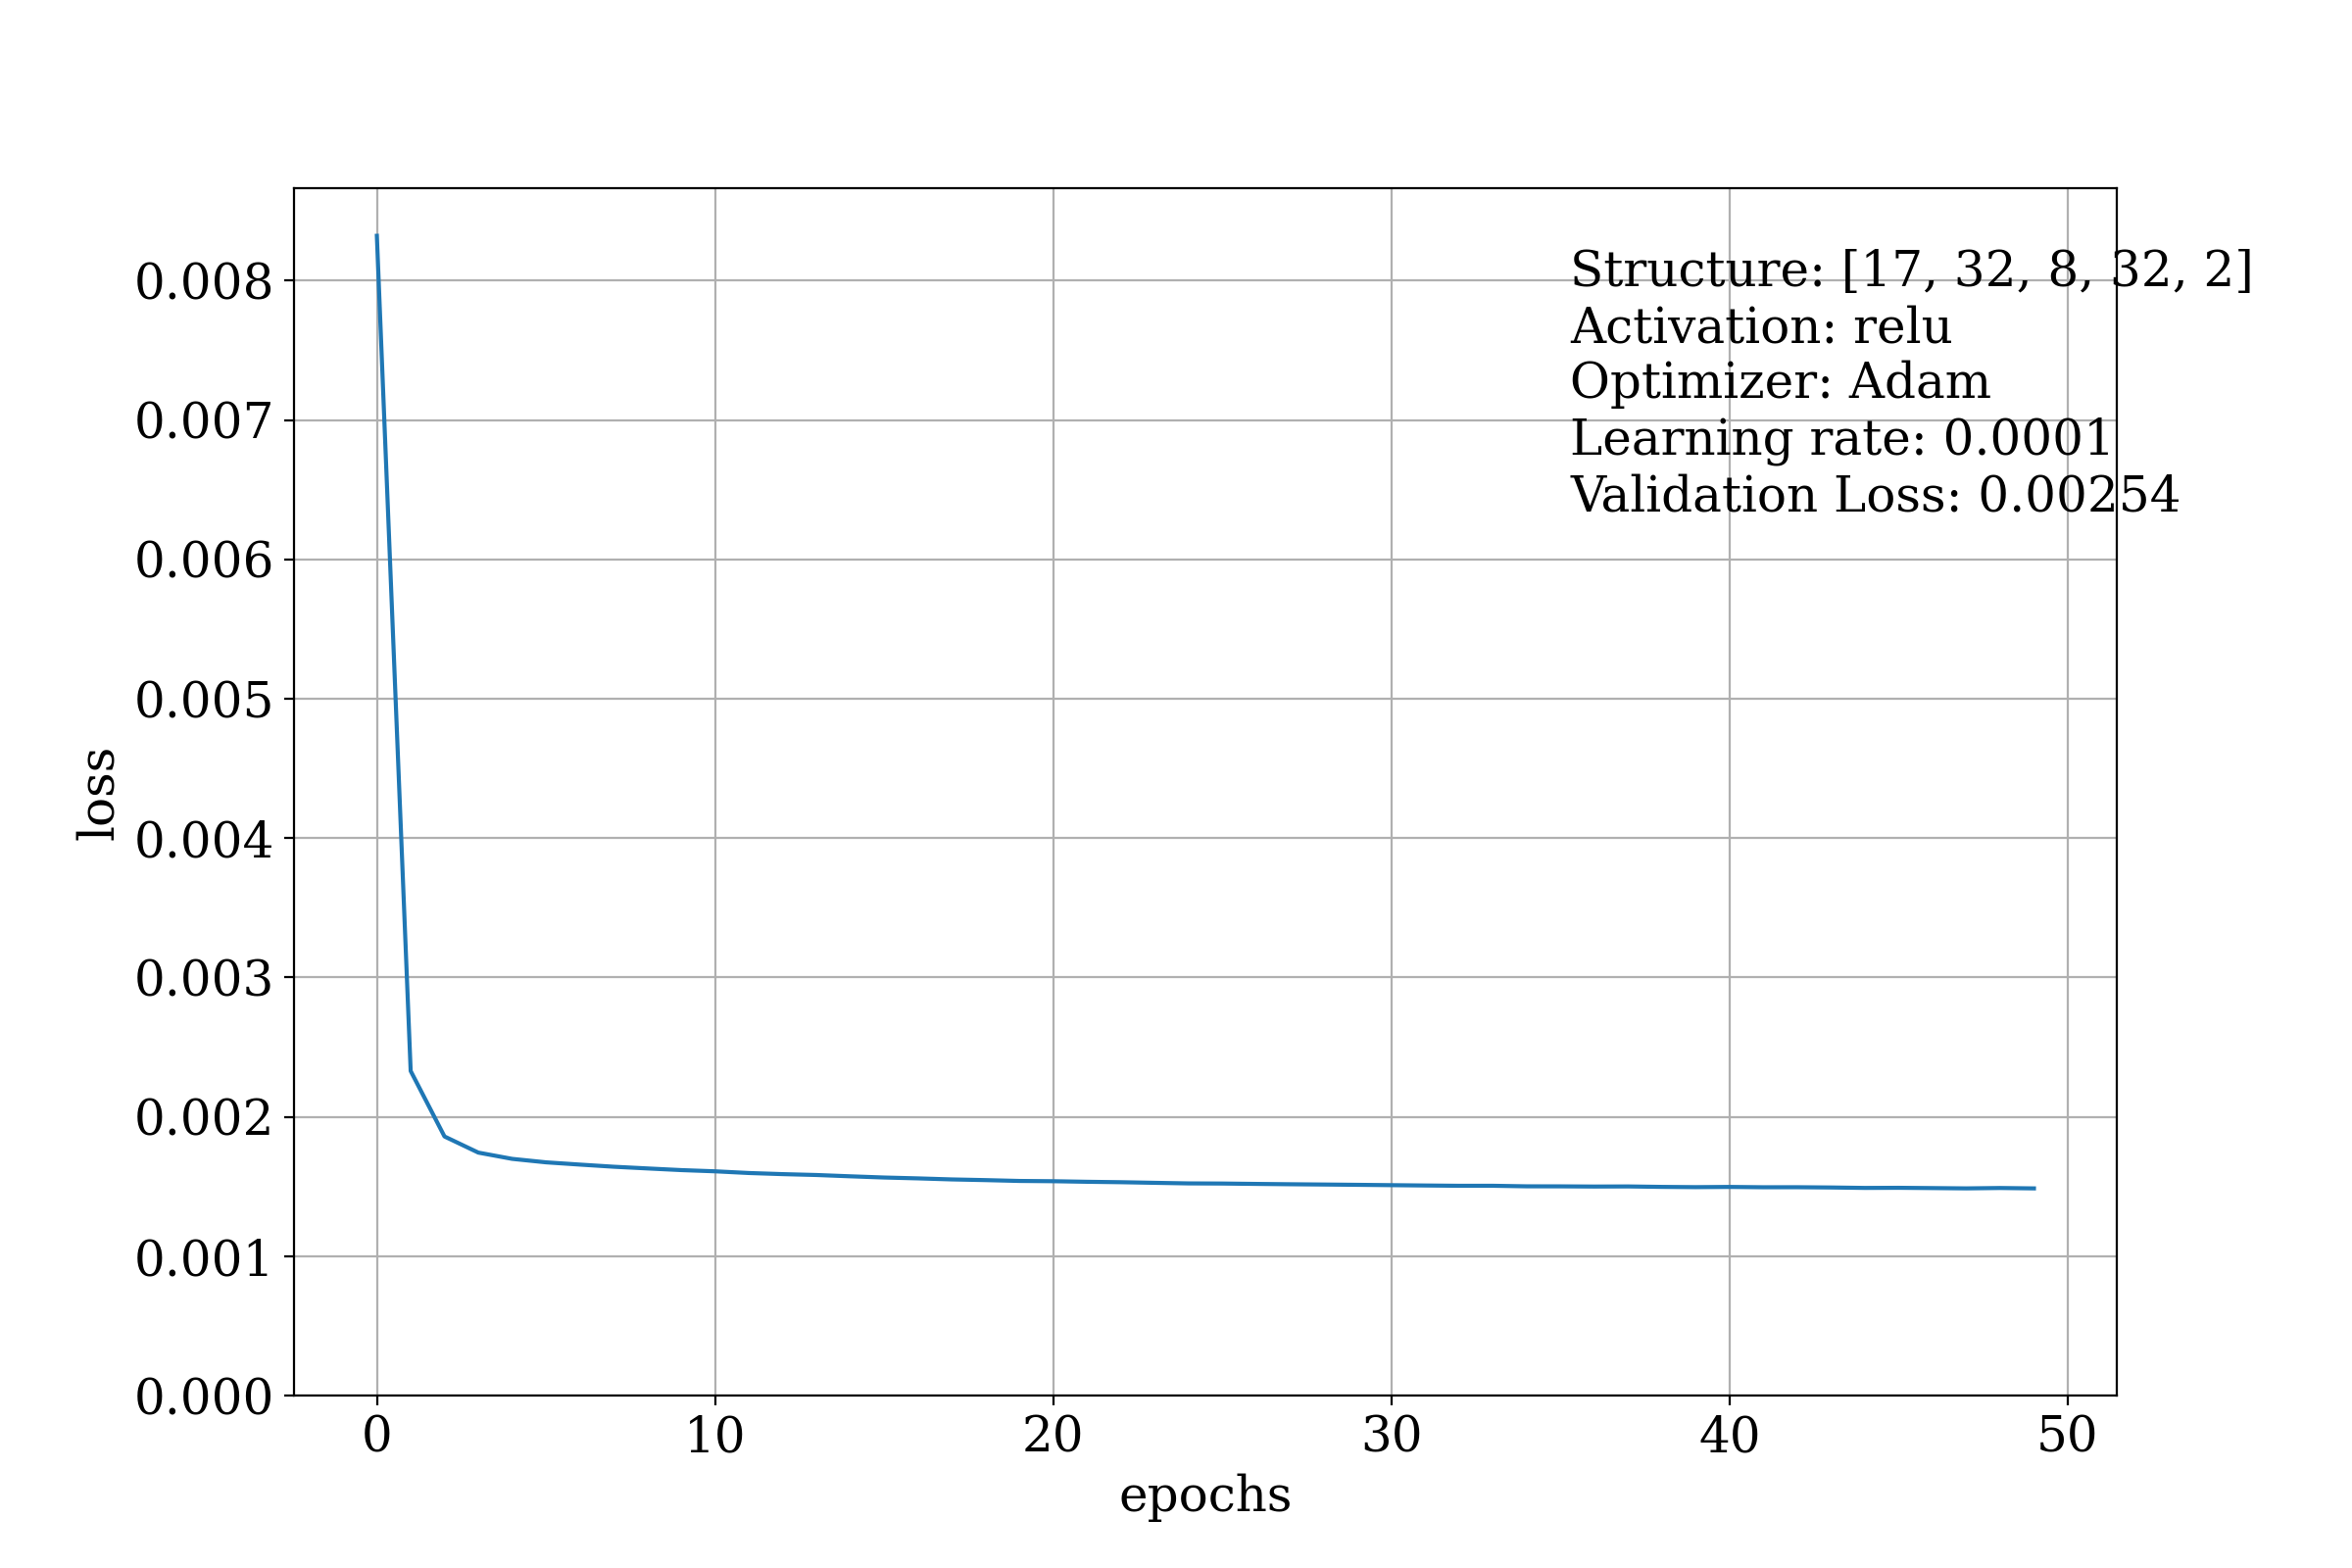 Structure: [17, 32, 8, 32, 2]
Activation: relu
Optimizer: Adam
Learning rate: 0.0001
Validation Loss: 0.00254
0.008
0.007
0.006
0.005
0.004
0.003
0.002
0.001
0.000
loss
0 10 20 30 40 50
epochs